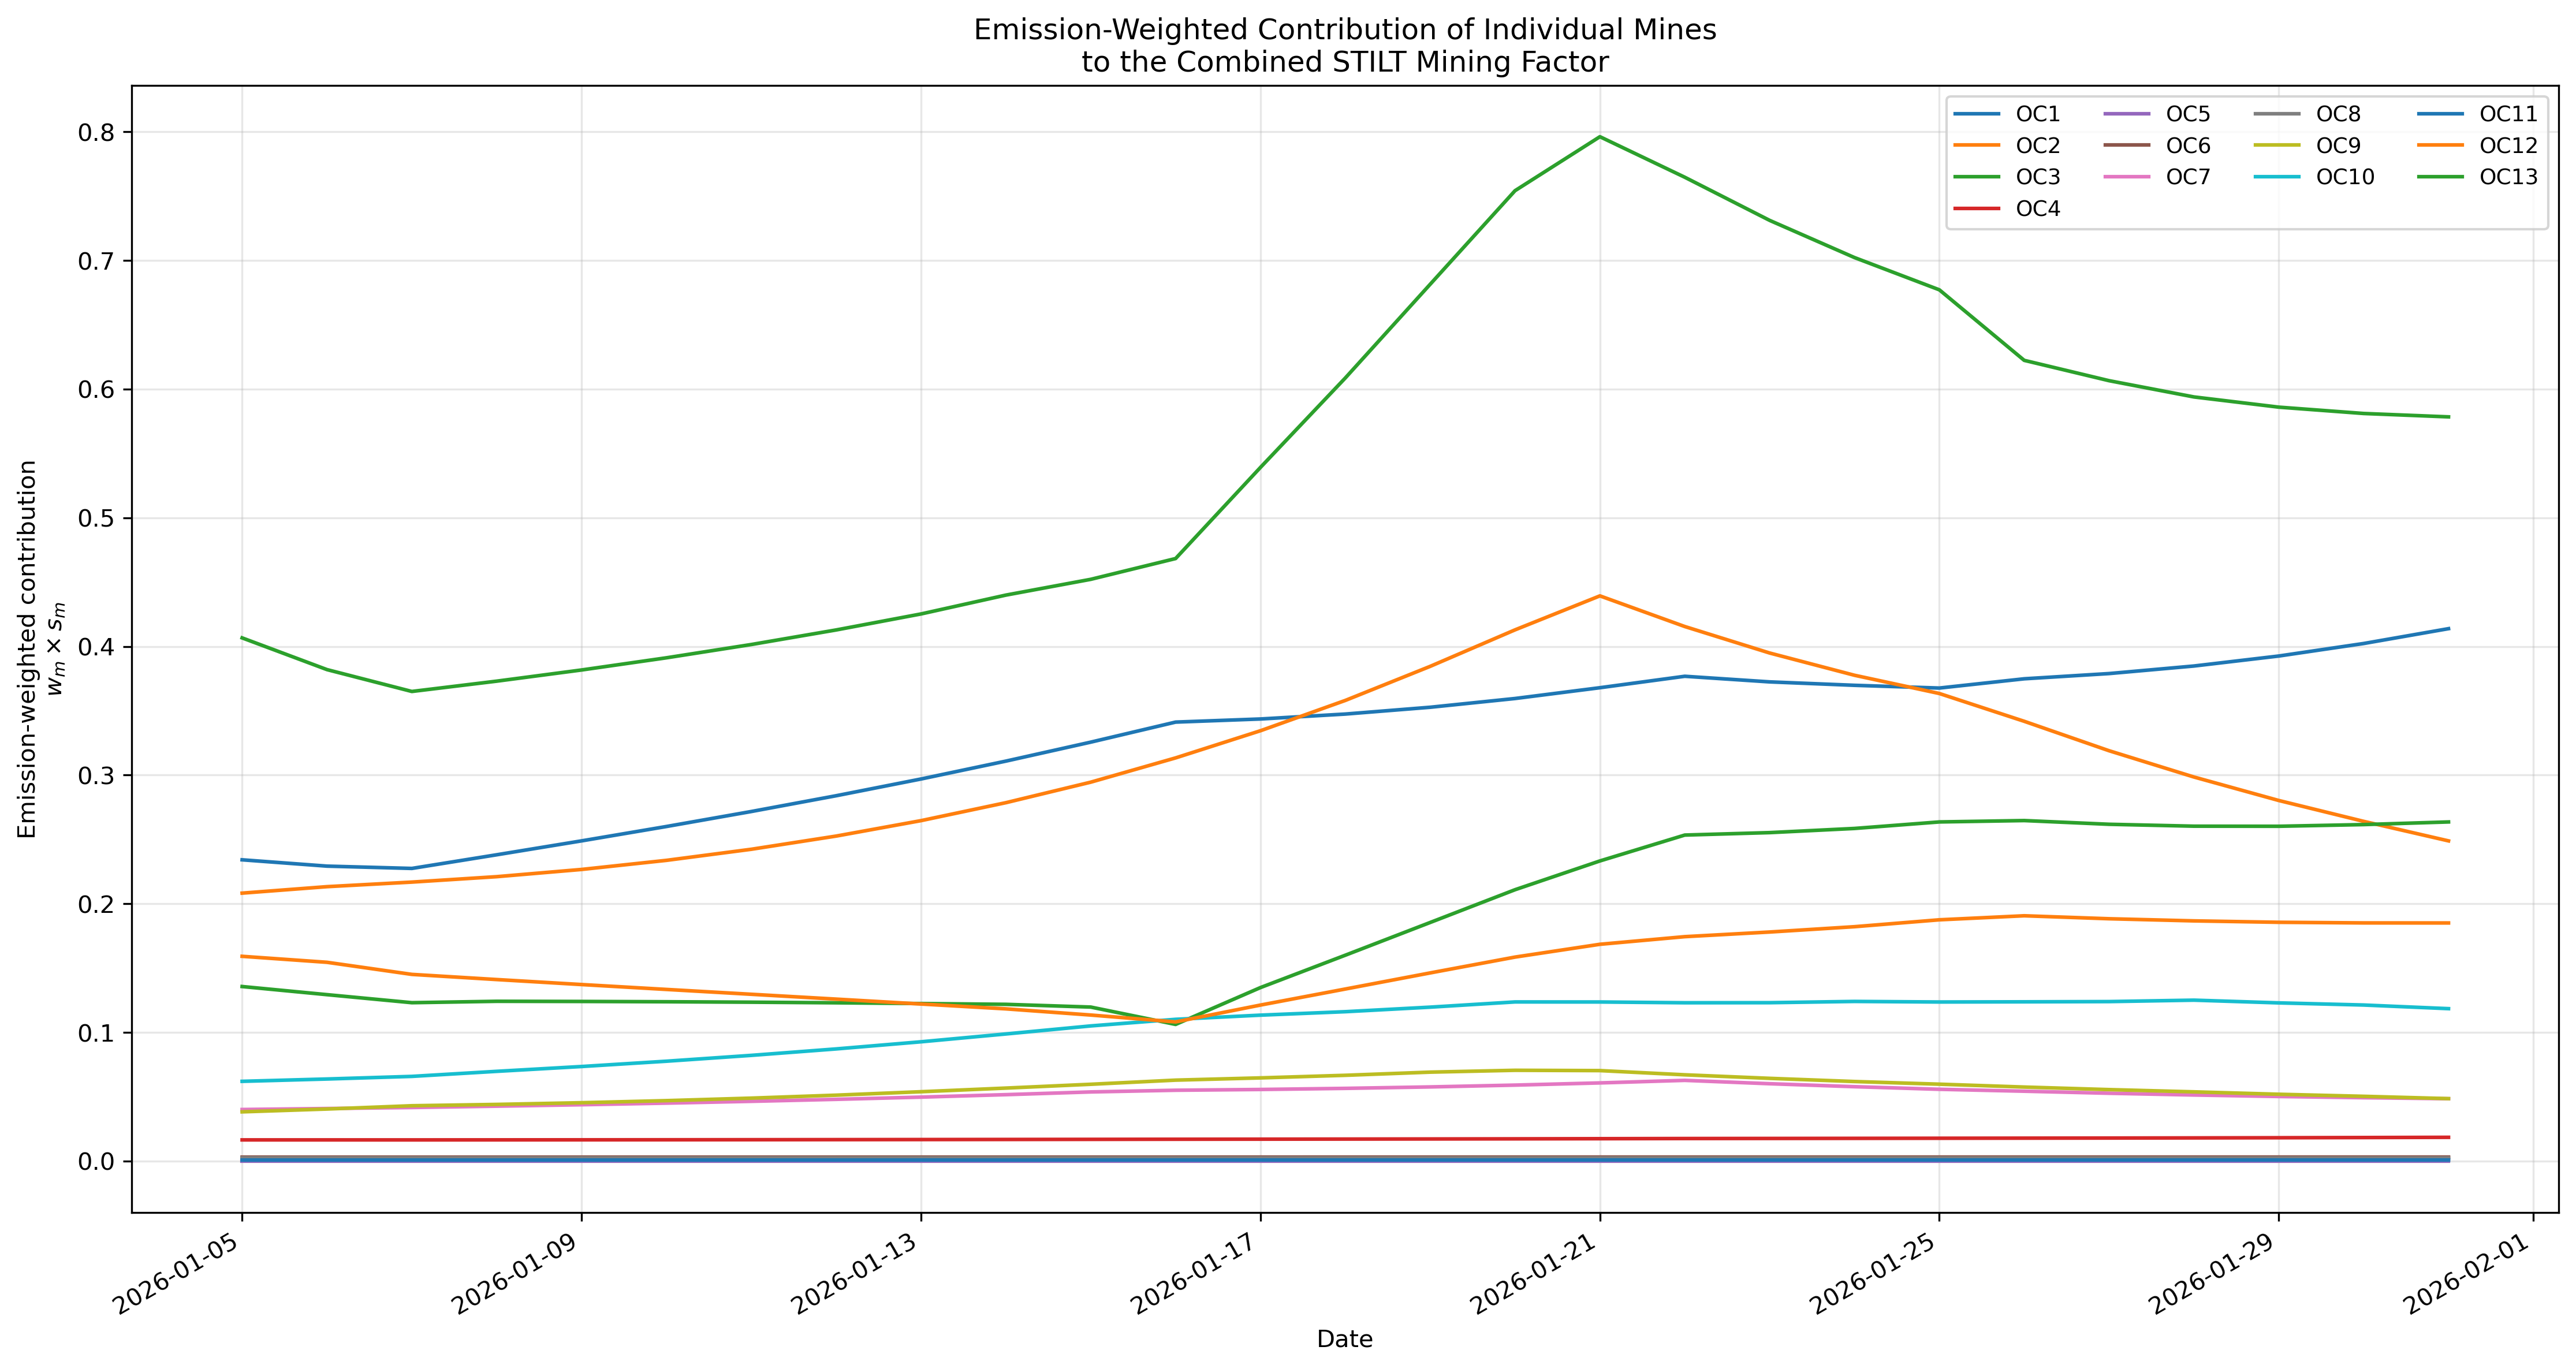 Emission-Weighted Contribution of Individual Mines
to the Combined STILT Mining Factor
OC1 OC5 OC8 OC11
OC2 OC6 OC9 OC12
OC3 OC7 OC10 OC13
OC4
Emission-weighted contribution
w_m × s_m
0.8
0.7
0.6
0.5
0.4
0.3
0.2
0.1
0.0
2026-01-05 2026-01-09 2026-01-13 2026-01-17 2026-01-21 2026-01-25 2026-01-29 2026-02-01
Date